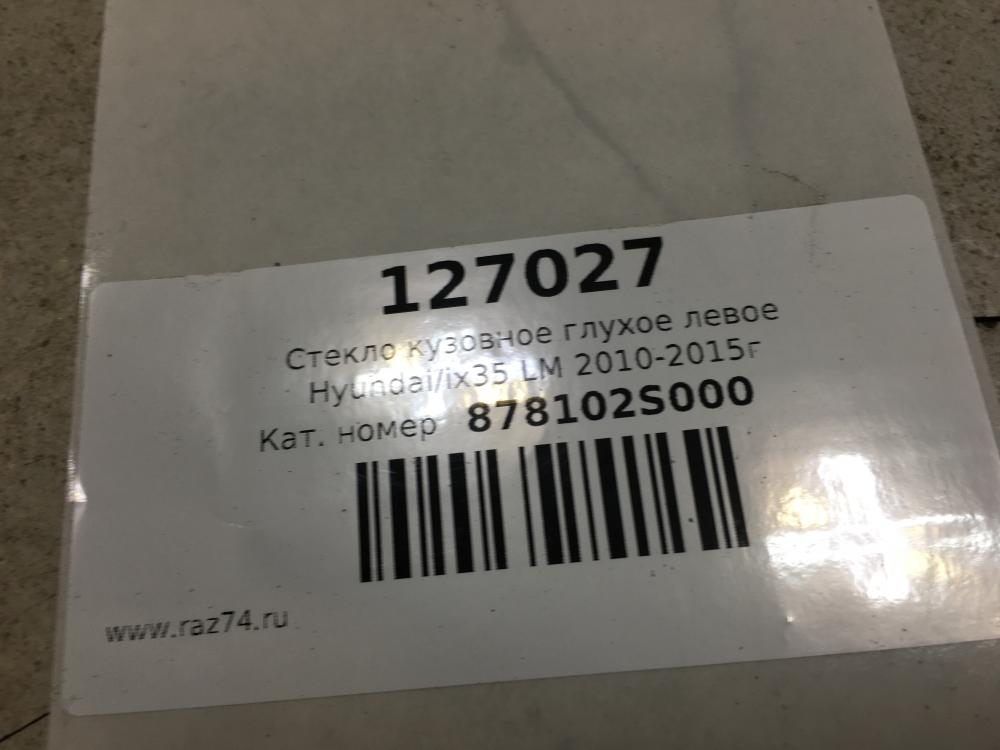 127027
Стекло кузовное глухое левое
Hyundai/ix35 LM 2010-2015г
Кат. номер 878102S000
www.raz74.ru